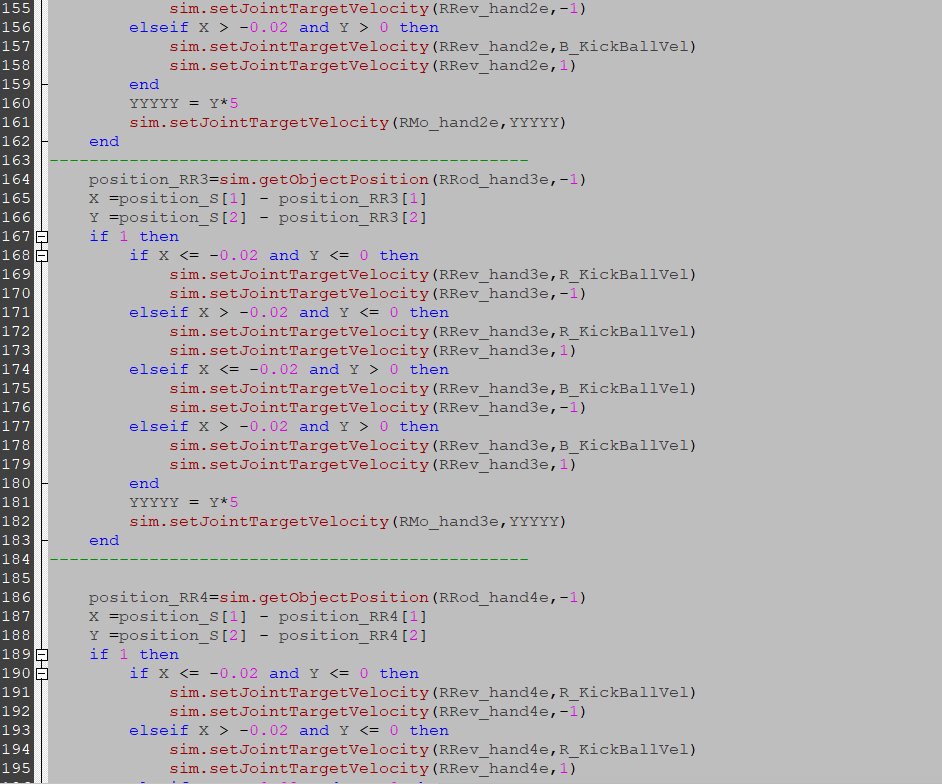 155 sim.setJointTargetVelocity(RRev_hand2e,-1)
156 elseif X > -0.02 and Y > 0 then
157 sim.setJointTargetVelocity(RRev_hand2e,B_KickBallVel)
158 sim.setJointTargetVelocity(RRev_hand2e,1)
159 end
160 YYYYY = Y*5
161 sim.setJointTargetVelocity(RMo_hand2e,YYYYY)
162 end
163 ------------------------------------------------
164 position_RR3=sim.getObjectPosition(RRod_hand3e,-1)
165 X =position_S[1] - position_RR3[1]
166 Y =position_S[2] - position_RR3[2]
167 if 1 then
168 if X <= -0.02 and Y <= 0 then
169 sim.setJointTargetVelocity(RRev_hand3e,R_KickBallVel)
170 sim.setJointTargetVelocity(RRev_hand3e,-1)
171 elseif X > -0.02 and Y <= 0 then
172 sim.setJointTargetVelocity(RRev_hand3e,R_KickBallVel)
173 sim.setJointTargetVelocity(RRev_hand3e,1)
174 elseif X <= -0.02 and Y > 0 then
175 sim.setJointTargetVelocity(RRev_hand3e,B_KickBallVel)
176 sim.setJointTargetVelocity(RRev_hand3e,-1)
177 elseif X > -0.02 and Y > 0 then
178 sim.setJointTargetVelocity(RRev_hand3e,B_KickBallVel)
179 sim.setJointTargetVelocity(RRev_hand3e,1)
180 end
181 YYYYY = Y*5
182 sim.setJointTargetVelocity(RMo_hand3e,YYYYY)
183 end
184 ------------------------------------------------
185
186 position_RR4=sim.getObjectPosition(RRod_hand4e,-1)
187 X =position_S[1] - position_RR4[1]
188 Y =position_S[2] - position_RR4[2]
189 if 1 then
190 if X <= -0.02 and Y <= 0 then
191 sim.setJointTargetVelocity(RRev_hand4e,R_KickBallVel)
192 sim.setJointTargetVelocity(RRev_hand4e,-1)
193 elseif X > -0.02 and Y <= 0 then
194 sim.setJointTargetVelocity(RRev_hand4e,R_KickBallVel)
195 sim.setJointTargetVelocity(RRev_hand4e,1)